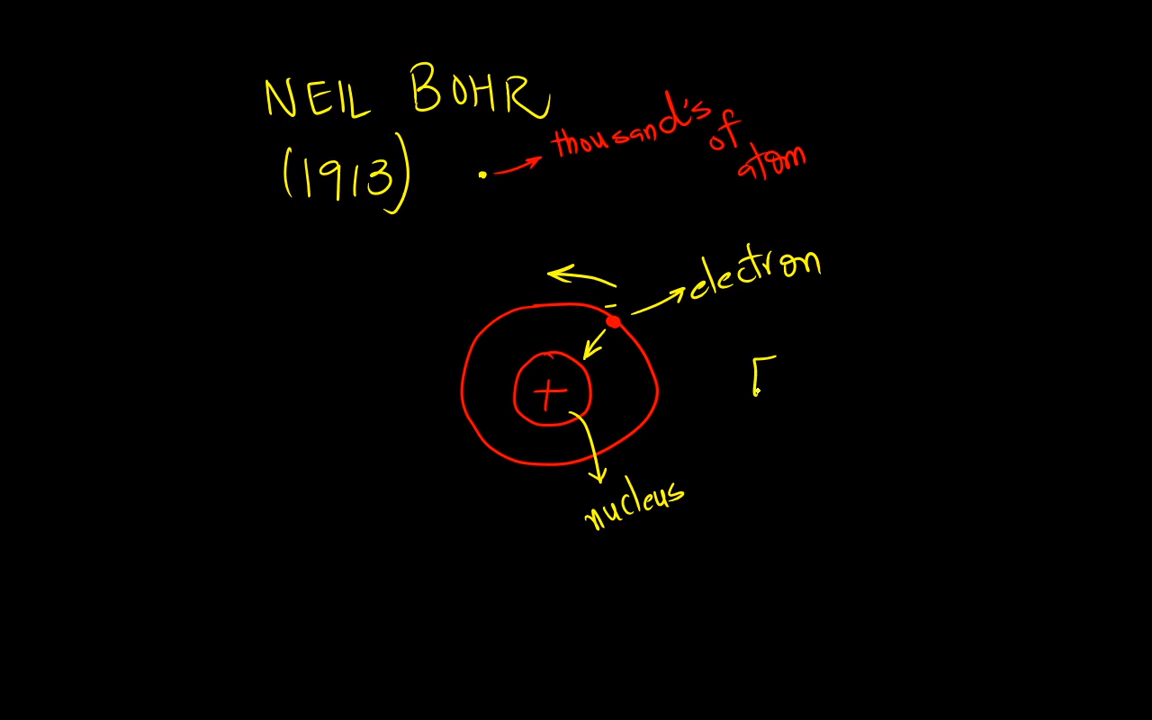 NEIL BOHR
(1913)
thousand's
of
atom
electron
+
nucleus